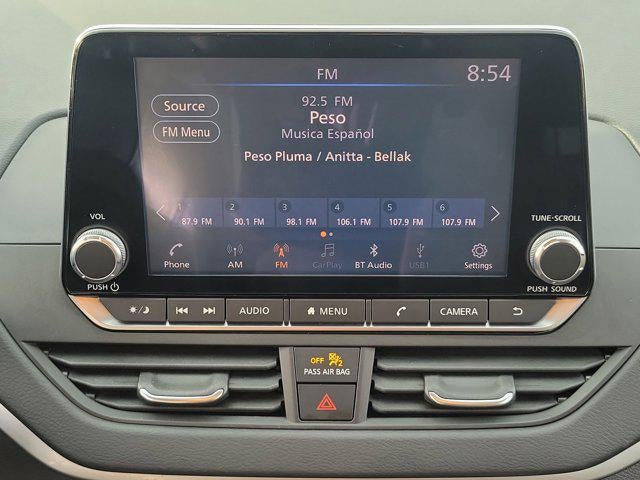 FM 8:54
Source
FM Menu
92.5 FM
Peso
Musica Español
Peso Pluma / Anitta - Bellak
1 2 3 4 5 6
87.9 FM 90.1 FM 98.1 FM 106.1 FM 107.9 FM 107.9 FM
Phone AM FM CarPlay BT Audio USB1 Settings
VOL
PUSH
TUNE·SCROLL
PUSH SOUND
AUDIO MENU CAMERA
OFF 2
PASS AIR BAG